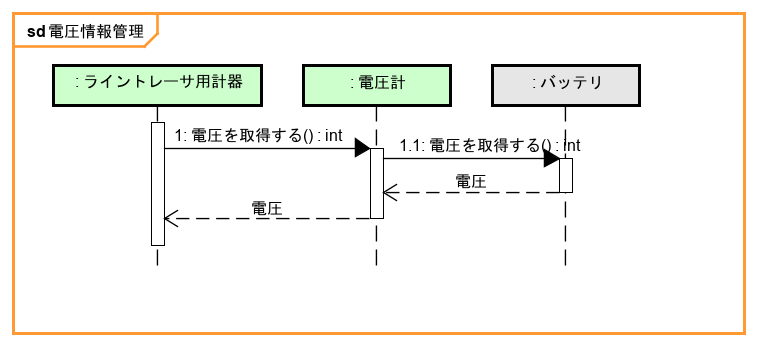 sd 電圧情報管理
: ライントレーサ用計器
: 電圧計
: バッテリ
1: 電圧を取得する() : int
1.1: 電圧を取得する() : int
電圧
電圧